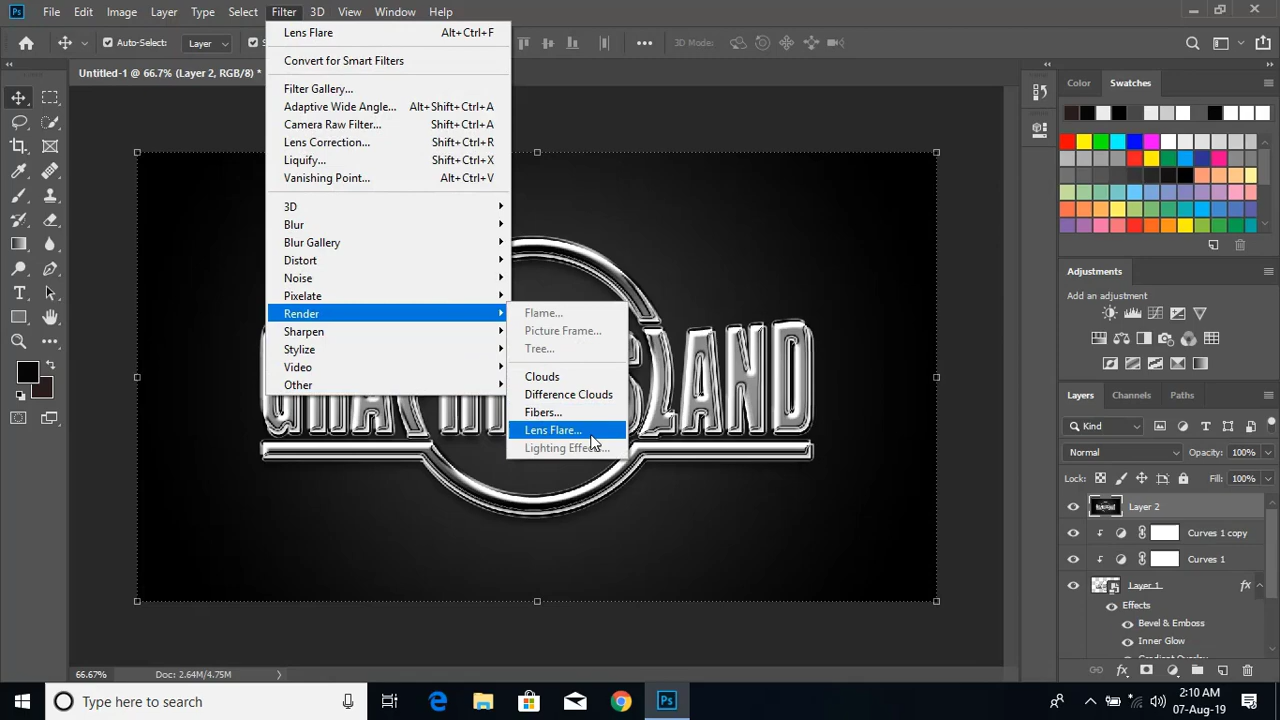 Ps File Edit Image Layer Type Select Filter 3D View Window Help
Auto-Select: Layer 3D Mode:
Untitled-1 @ 66.7% (Layer 2, RGB/8) *
Lens Flare Alt+Ctrl+F
Convert for Smart Filters
Filter Gallery...
Adaptive Wide Angle... Alt+Shift+Ctrl+A
Camera Raw Filter... Shift+Ctrl+A
Lens Correction... Shift+Ctrl+R
Liquify... Shift+Ctrl+X
Vanishing Point... Alt+Ctrl+V
3D
Blur
Blur Gallery
Distort
Noise
Pixelate
Render
Sharpen
Stylize
Video
Other
Flame...
Picture Frame...
Tree...
Clouds
Difference Clouds
Fibers...
Lens Flare...
Color Swatches
Adjustments
Add an adjustment
Layers Channels Paths
Kind
Normal Opacity: 100%
Lock: Fill: 100%
Layer 2
Curves 1 copy
Curves 1
Layer 1 fx
Effects
Bevel & Emboss
Inner Glow
66.67% Doc: 2.64M/4.75M
Type here to search
2:10 AM
07-Aug-19